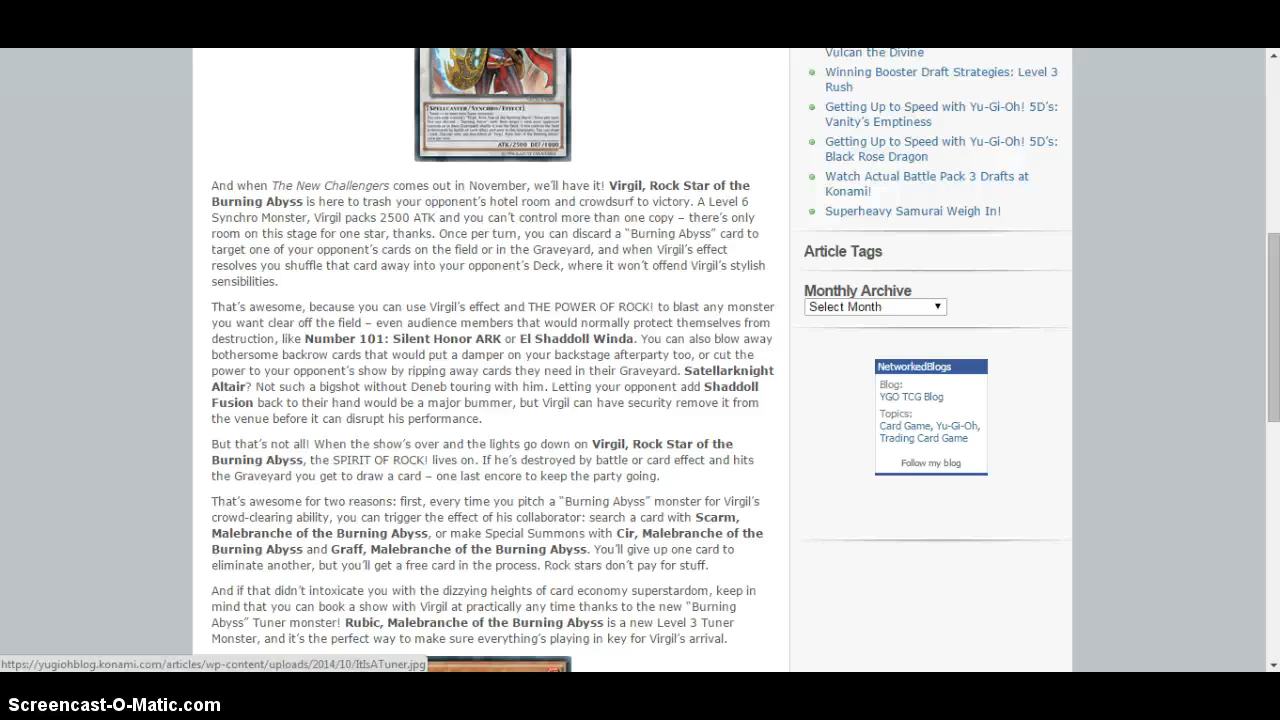 [SPELLCASTER/SYNCHRO/EFFECT]
ATK/2500 DEF/1000
And when The New Challengers comes out in November, we'll have it! Virgil, Rock Star of the
Burning Abyss is here to trash your opponent's hotel room and crowdsurf to victory. A Level 6
Synchro Monster, Virgil packs 2500 ATK and you can't control more than one copy – there's only
room on this stage for one star, thanks. Once per turn, you can discard a "Burning Abyss" card to
target one of your opponent's cards on the field or in the Graveyard, and when Virgil's effect
resolves you shuffle that card away into your opponent's Deck, where it won't offend Virgil's stylish
sensibilities.
That's awesome, because you can use Virgil's effect and THE POWER OF ROCK! to blast any monster
you want clear off the field – even audience members that would normally protect themselves from
destruction, like Number 101: Silent Honor ARK or El Shaddoll Winda. You can also blow away
bothersome backrow cards that would put a damper on your backstage afterparty too, or cut the
power to your opponent's show by ripping away cards they need in their Graveyard. Satellarknight
Altair? Not such a bigshot without Deneb touring with him. Letting your opponent add Shaddoll
Fusion back to their hand would be a major bummer, but Virgil can have security remove it from
the venue before it can disrupt his performance.
But that's not all! When the show's over and the lights go down on Virgil, Rock Star of the
Burning Abyss, the SPIRIT OF ROCK! lives on. If he's destroyed by battle or card effect and hits
the Graveyard you get to draw a card – one last encore to keep the party going.
That's awesome for two reasons: first, every time you pitch a "Burning Abyss" monster for Virgil's
crowd-clearing ability, you can trigger the effect of his collaborator: search a card with Scarm,
Malebranche of the Burning Abyss, or make Special Summons with Cir, Malebranche of the
Burning Abyss and Graff, Malebranche of the Burning Abyss. You'll give up one card to
eliminate another, but you'll get a free card in the process. Rock stars don't pay for stuff.
And if that didn't intoxicate you with the dizzying heights of card economy superstardom, keep in
mind that you can book a show with Virgil at practically any time thanks to the new "Burning
Abyss" Tuner monster! Rubic, Malebranche of the Burning Abyss is a new Level 3 Tuner
Monster, and it's the perfect way to make sure everything's playing in key for Virgil's arrival.
https://yugiohblog.konami.com/articles/wp-content/uploads/2014/10/ItIsATuner.jpg
Vulcan the Divine
Winning Booster Draft Strategies: Level 3
Rush
Getting Up to Speed with Yu-Gi-Oh! 5D's:
Vanity's Emptiness
Getting Up to Speed with Yu-Gi-Oh! 5D's:
Black Rose Dragon
Watch Actual Battle Pack 3 Drafts at
Konami!
Superheavy Samurai Weigh In!
Article Tags
Monthly Archive
Select Month
NetworkedBlogs
Blog:
YGO TCG Blog
Topics:
Card Game, Yu-Gi-Oh,
Trading Card Game
Follow my blog
Screencast-O-Matic.com